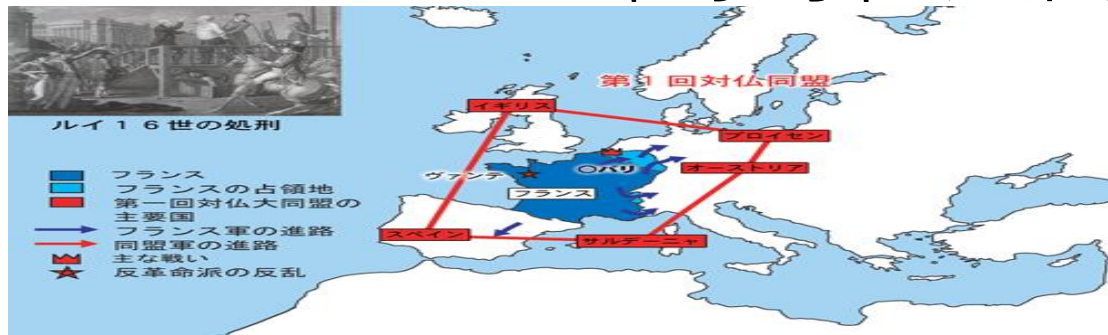 第１回対仏同盟
イギリス
プロイセン
ルイ１６世の処刑
○パリ
オーストリア
ヴァンデ
フランス
フランス
フランスの占領地
第一回対仏大同盟の
主要国
スペイン
サルデーニャ
フランス軍の進路
同盟軍の進路
主な戦い
反革命派の反乱